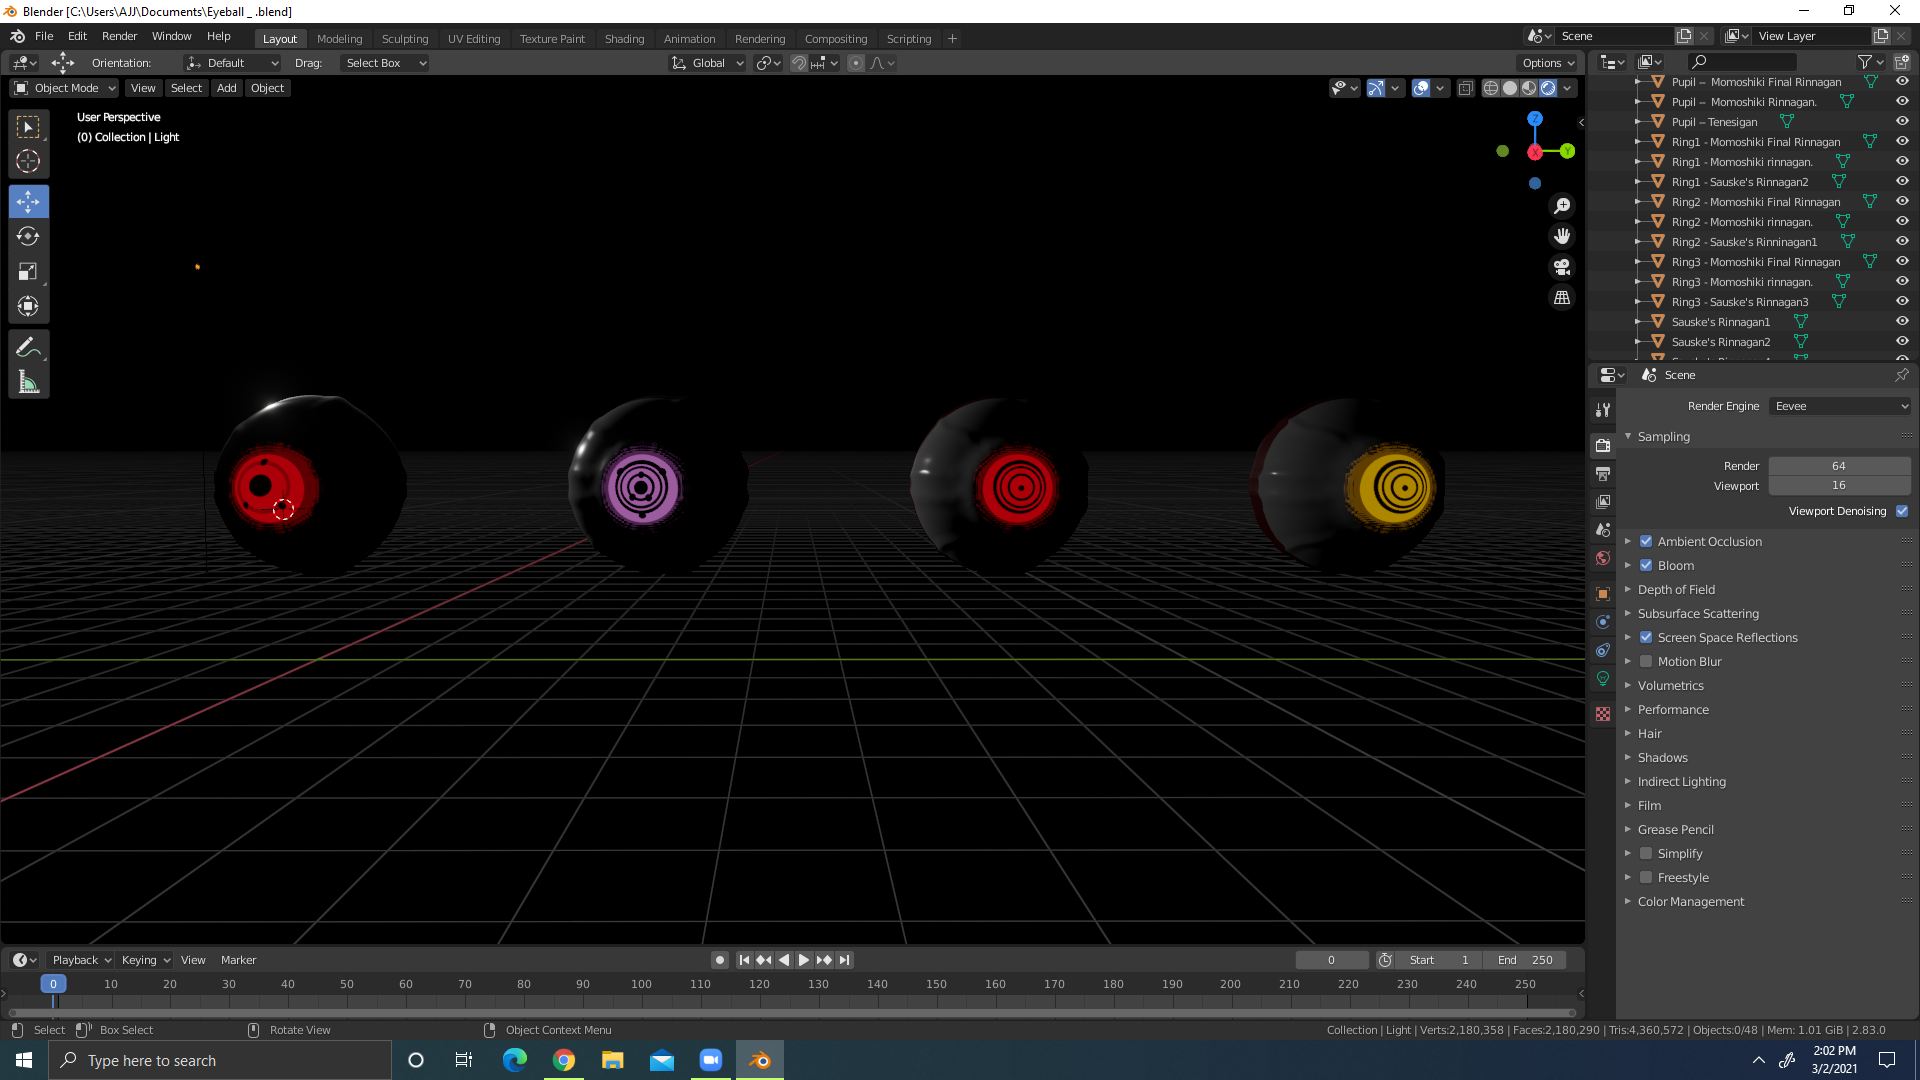 Blender [C:\Users\AJJ\Documents\Eyeball _ .blend]
File Edit Render Window Help Layout Modeling Sculpting UV Editing Texture Paint Shading Animation Rendering Compositing Scripting + Scene View Layer
Orientation: Default Drag: Select Box Global Options
Object Mode View Select Add Object
User Perspective
(0) Collection | Light
Z
Y
X
Pupil – Momoshiki Final Rinnagan
Pupil – Momoshiki Rinnagan.
Pupil – Tenesigan
Ring1 - Momoshiki Final Rinnagan
Ring1 - Momoshiki rinnagan.
Ring1 - Sauske's Rinnagan2
Ring2 - Momoshiki Final Rinnagan
Ring2 - Momoshiki rinnagan.
Ring2 - Sauske's Rinninagan1
Ring3 - Momoshiki Final Rinnagan
Ring3 - Momoshiki rinnagan.
Ring3 - Sauske's Rinnagan3
Sauske's Rinnagan1
Sauske's Rinnagan2
Scene
Render Engine Eevee
Sampling
Render 64
Viewport 16
Viewport Denoising
Ambient Occlusion
Bloom
Depth of Field
Subsurface Scattering
Screen Space Reflections
Motion Blur
Volumetrics
Performance
Hair
Shadows
Indirect Lighting
Film
Grease Pencil
Simplify
Freestyle
Color Management
Playback Keying View Marker 0 Start 1 End 250
0 10 20 30 40 50 60 70 80 90 100 110 120 130 140 150 160 170 180 190 200 210 220 230 240 250
Select Box Select Rotate View Object Context Menu Collection | Light | Verts:2,180,358 | Faces:2,180,290 | Tris:4,360,572 | Objects:0/48 | Mem: 1.01 GiB | 2.83.0
Type here to search
2:02 PM
3/2/2021